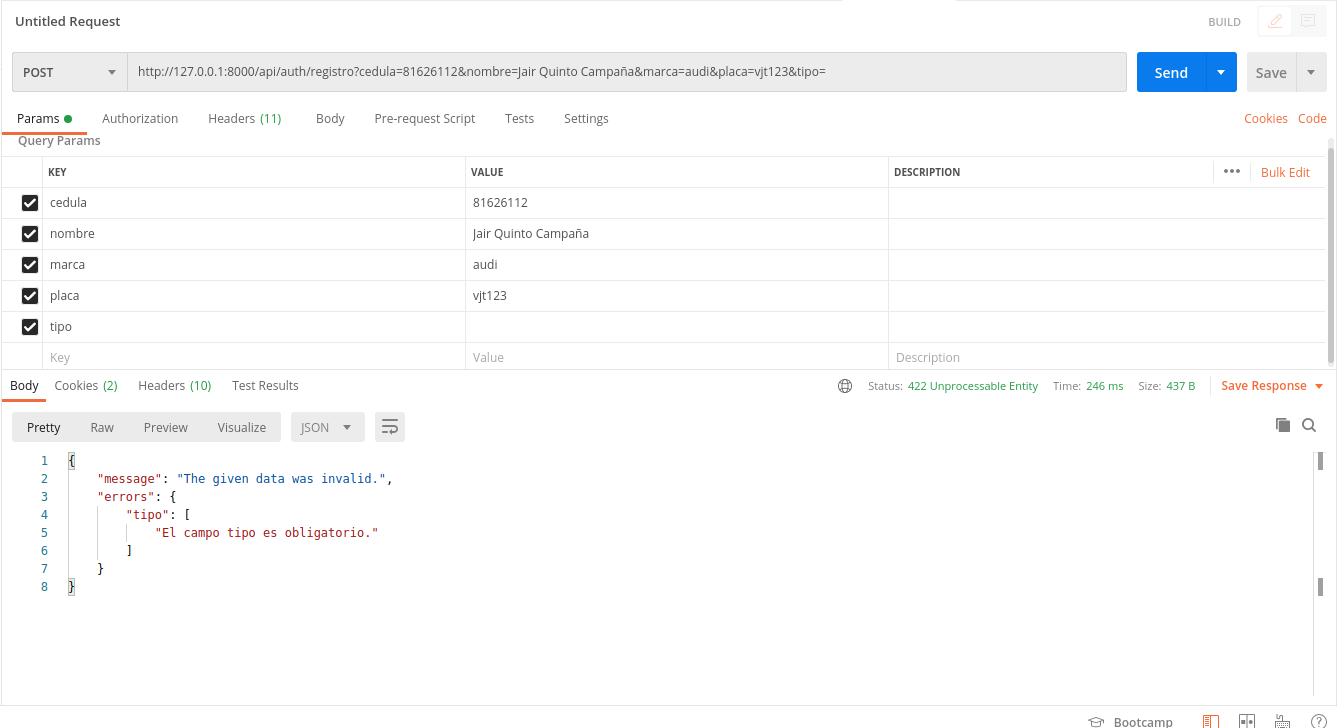 Untitled Request
BUILD
POST
http://127.0.0.1:8000/api/auth/registro?cedula=81626112&nombre=Jair Quinto Campaña&marca=audi&placa=vjt123&tipo=
Send
Save
Params
Authorization
Headers (11)
Body
Pre-request Script
Tests
Settings
Cookies
Code
Query Params
KEY VALUE DESCRIPTION ••• Bulk Edit
cedula 81626112
nombre Jair Quinto Campaña
marca audi
placa vjt123
tipo
Key Value Description
Body Cookies (2) Headers (10) Test Results
Status: 422 Unprocessable Entity Time: 246 ms Size: 437 B Save Response
Pretty Raw Preview Visualize JSON
1 {
2 "message": "The given data was invalid.",
3 "errors": {
4 "tipo": [
5 "El campo tipo es obligatorio."
6 ]
7 }
8 }
Bootcamp